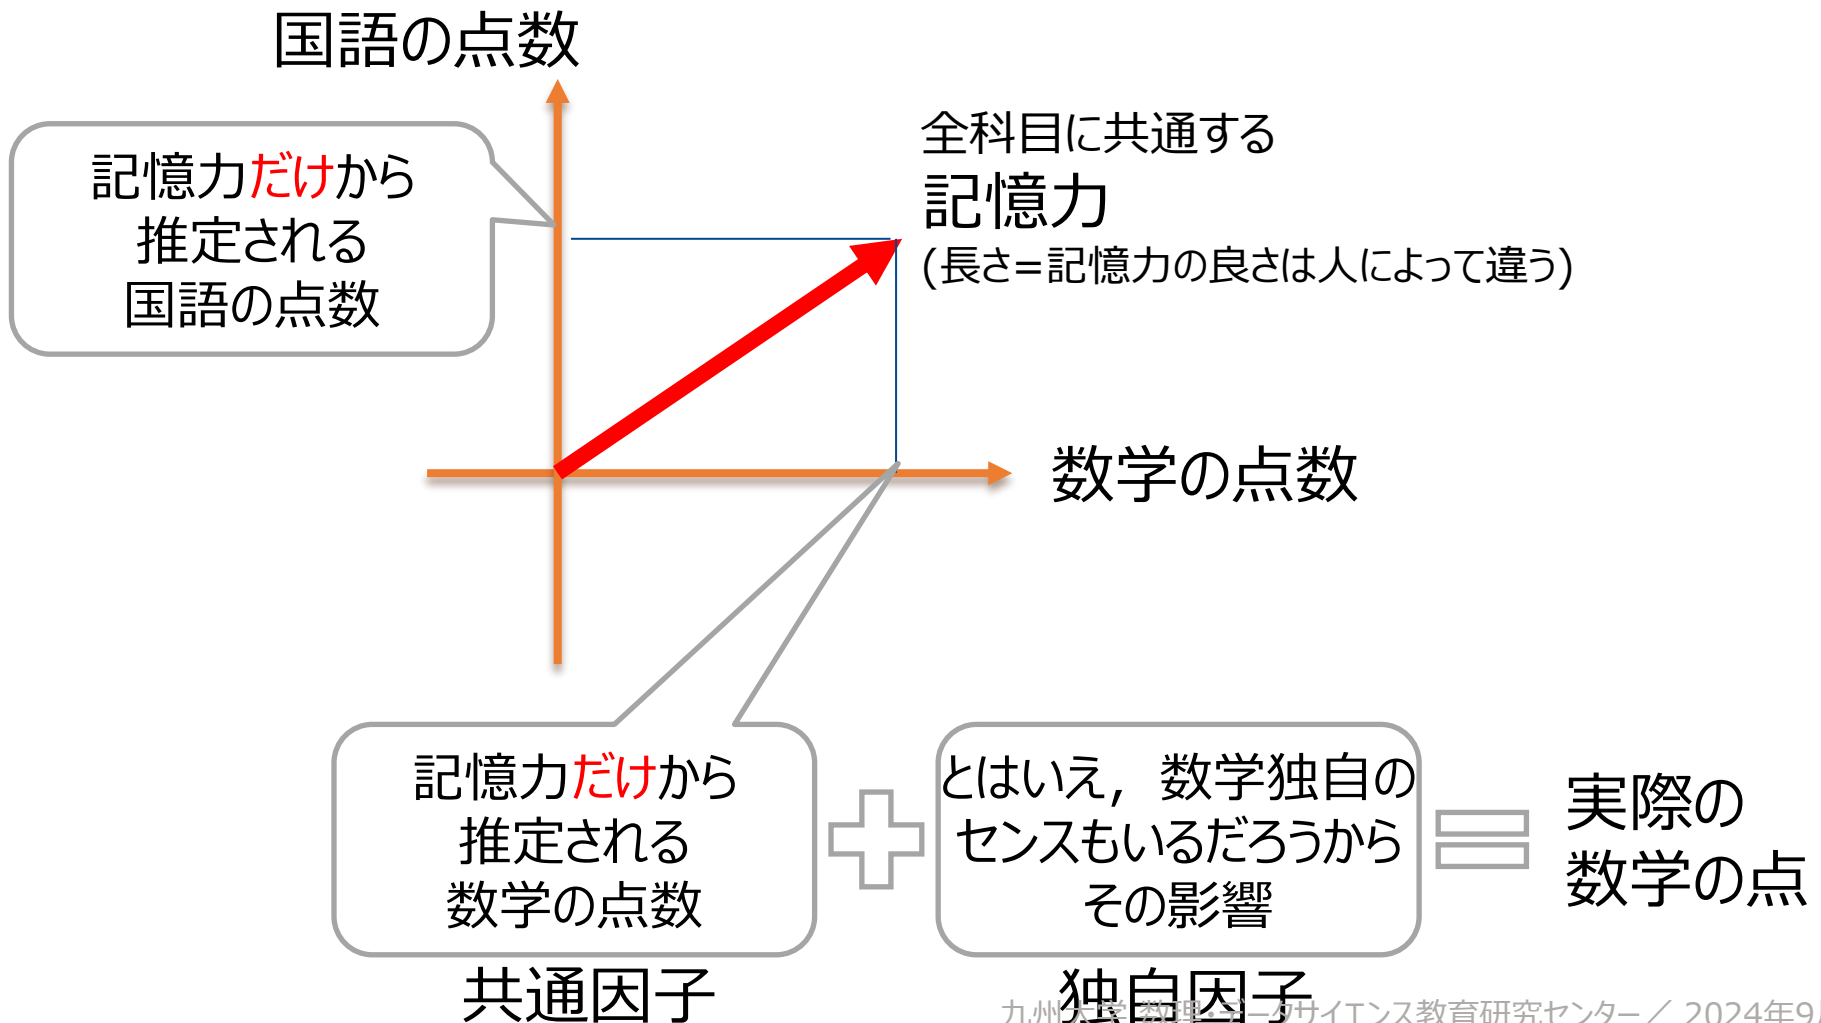 国語の点数
記憶力だけから
推定される
国語の点数
全科目に共通する
記憶力
(長さ=記憶力の良さは人によって違う)
数学の点数
記憶力だけから
推定される
数学の点数
とはいえ，数学独自の
センスもいるだろうから
その影響
実際の
数学の点
共通因子
独自因子
九州大学 数理・データサイエンス教育研究センター／ 2024年9月